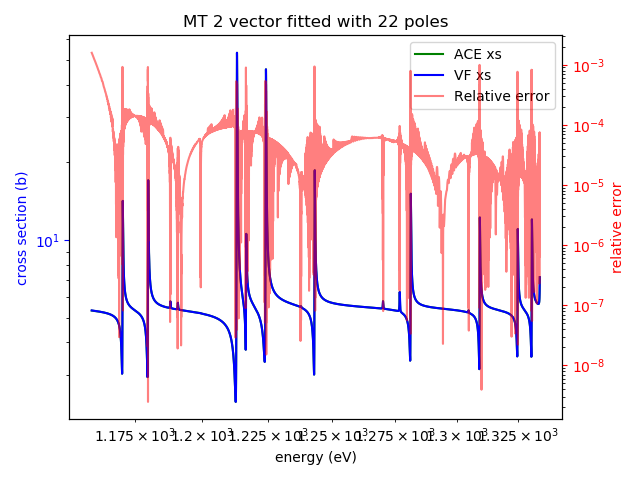 MT 2 vector fitted with 22 poles
ACE xs
VF xs
Relative error
cross section (b)
10¹
relative error
10⁻³
10⁻⁴
10⁻⁵
10⁻⁶
10⁻⁷
10⁻⁸
1.175 × 10³ 1.2 × 10³ 1.225 × 10³ 1.25 × 10³ 1.275 × 10³ 1.3 × 10³ 1.325 × 10³
energy (eV)